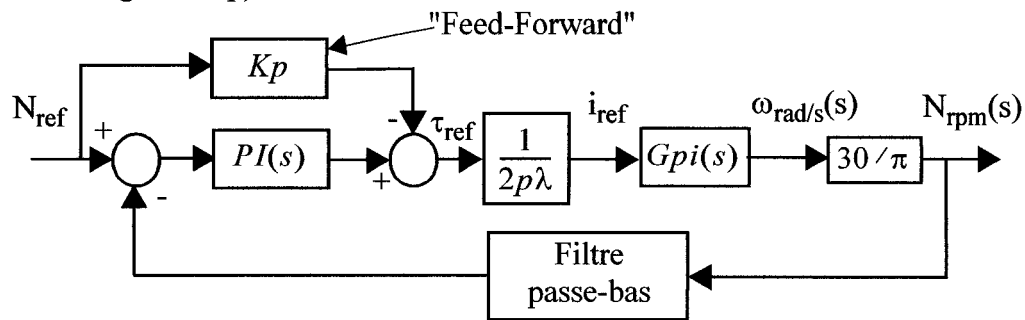 "Feed-Forward"
Kp
N_ref
+
-
PI(s)
-
+
τ_ref
1
2pλ
i_ref
Gpi(s)
ω_rad/s(s)
30/π
N_rpm(s)
Filtre
passe-bas